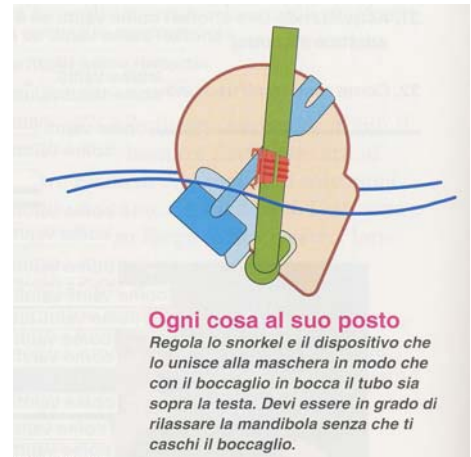 Ogni cosa al suo posto
Regola lo snorkel e il dispositivo che
lo unisce alla maschera in modo che
con il boccaglio in bocca il tubo sia
sopra la testa. Devi essere in grado di
rilassare la mandibola senza che ti
caschi il boccaglio.